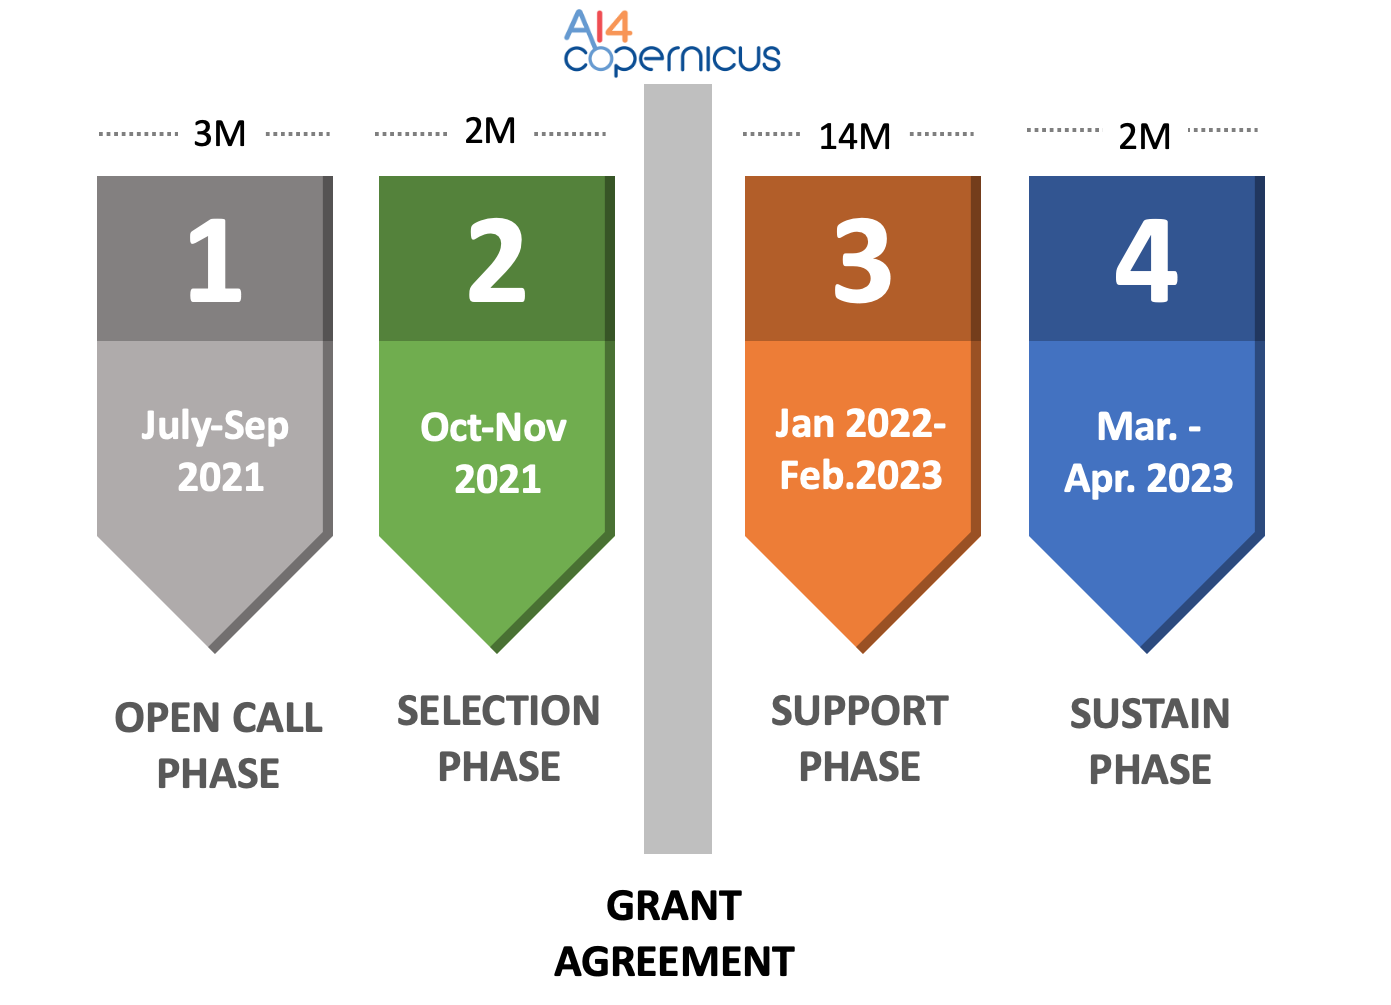 AI4
copernicus
3M
2M
14M
2M
1
2
3
4
July-Sep
2021
Oct-Nov
2021
Jan 2022-
Feb.2023
Mar. -
Apr. 2023
OPEN CALL
PHASE
SELECTION
PHASE
SUPPORT
PHASE
SUSTAIN
PHASE
GRANT
AGREEMENT